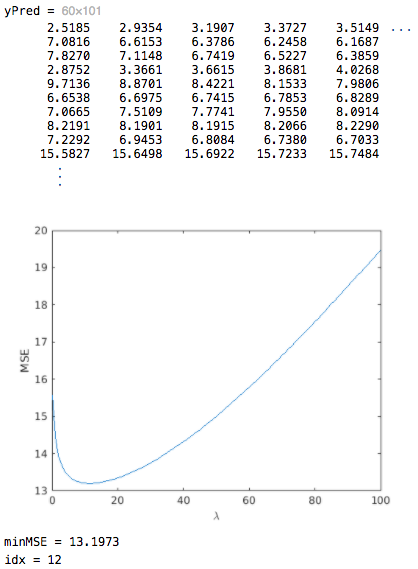 yPred = 60×101
2.5185 2.9354 3.1907 3.3727 3.5149 ...
7.0816 6.6153 6.3786 6.2458 6.1687
7.8270 7.1148 6.7419 6.5227 6.3859
2.8752 3.3661 3.6615 3.8681 4.0268
9.7136 8.8701 8.4221 8.1533 7.9806
6.6538 6.6975 6.7415 6.7853 6.8289
7.0665 7.5109 7.7741 7.9550 8.0914
8.2191 8.1901 8.1915 8.2066 8.2290
7.2292 6.9453 6.8084 6.7380 6.7033
15.5827 15.6498 15.6922 15.7233 15.7484
⋮
20
19
18
17
16
15
14
13
MSE
0 20 40 60 80 100
λ
minMSE = 13.1973
idx = 12